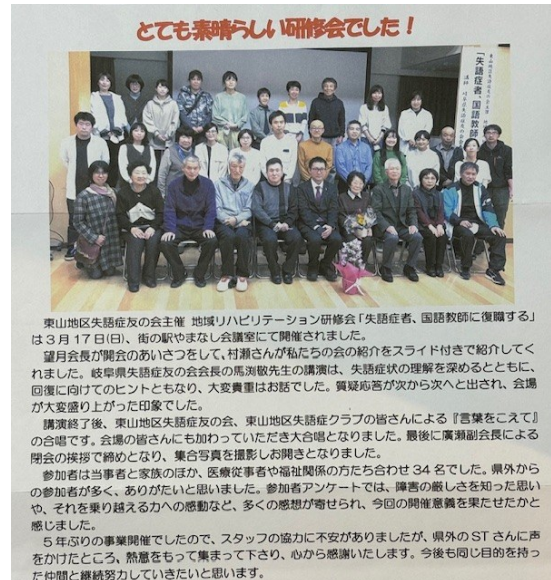 とても素晴らしい研修会でした！
「失語症者、国語教師
東山地区失語症友の会主催 地域リハビリテーション研修会「失語症者、国語教師に復職する」
は３月１７日(日)、街の駅やまなし会議室にて開催されました。
望月会長が開会のあいさつをして、村瀬さんが私たちの会の紹介をスライド付きで紹介してく
れました。岐阜県失語症友の会会長の馬渕敬先生の講演は、失語症状の理解を深めるとともに、
回復に向けてのヒントともなり、大変貴重はお話でした。質疑応答が次から次へと出され、会場
が大変盛り上がった印象でした。
講演終了後、東山地区失語症友の会、東山地区失語症クラブの皆さんによる『言葉をこえて』
の合唱です。会場の皆さんにも加わっていただき大合唱となりました。最後に廣瀬副会長による
閉会の挨拶で締めとなり、集合写真を撮影しお開きとなりました。
参加者は当事者と家族のほか、医療従事者や福祉関係の方たち合わせ３４名でした。県外から
の参加者が多く、ありがたいと思いました。参加者アンケートでは、障害の厳しさを知った思い
や、それを乗り越える力への感動など、多くの感想が寄せられ、今回の開催意義を果たせたかと
感じました。
５年ぶりの事業開催でしたので、スタッフの協力に不安がありましたが、県外のＳＴさんに声
をかけたところ、熱意をもって集まって下さり、心から感謝いたします。今後も同じ目的を持っ
た仲間と継続努力していきたいと思います。